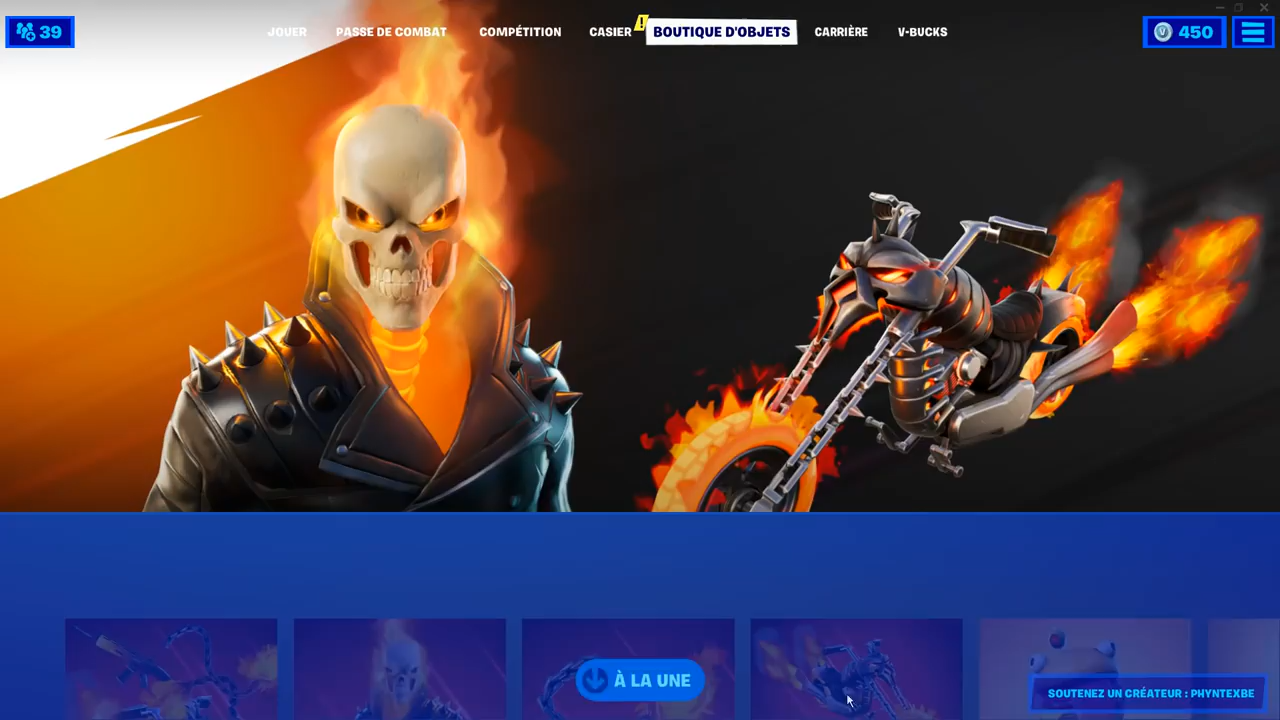 39
JOUER
PASSE DE COMBAT
COMPÉTITION
CASIER
!
BOUTIQUE D'OBJETS
CARRIÈRE
V-BUCKS
V
450
À LA UNE
SOUTENEZ UN CRÉATEUR : PHYNTEXBE